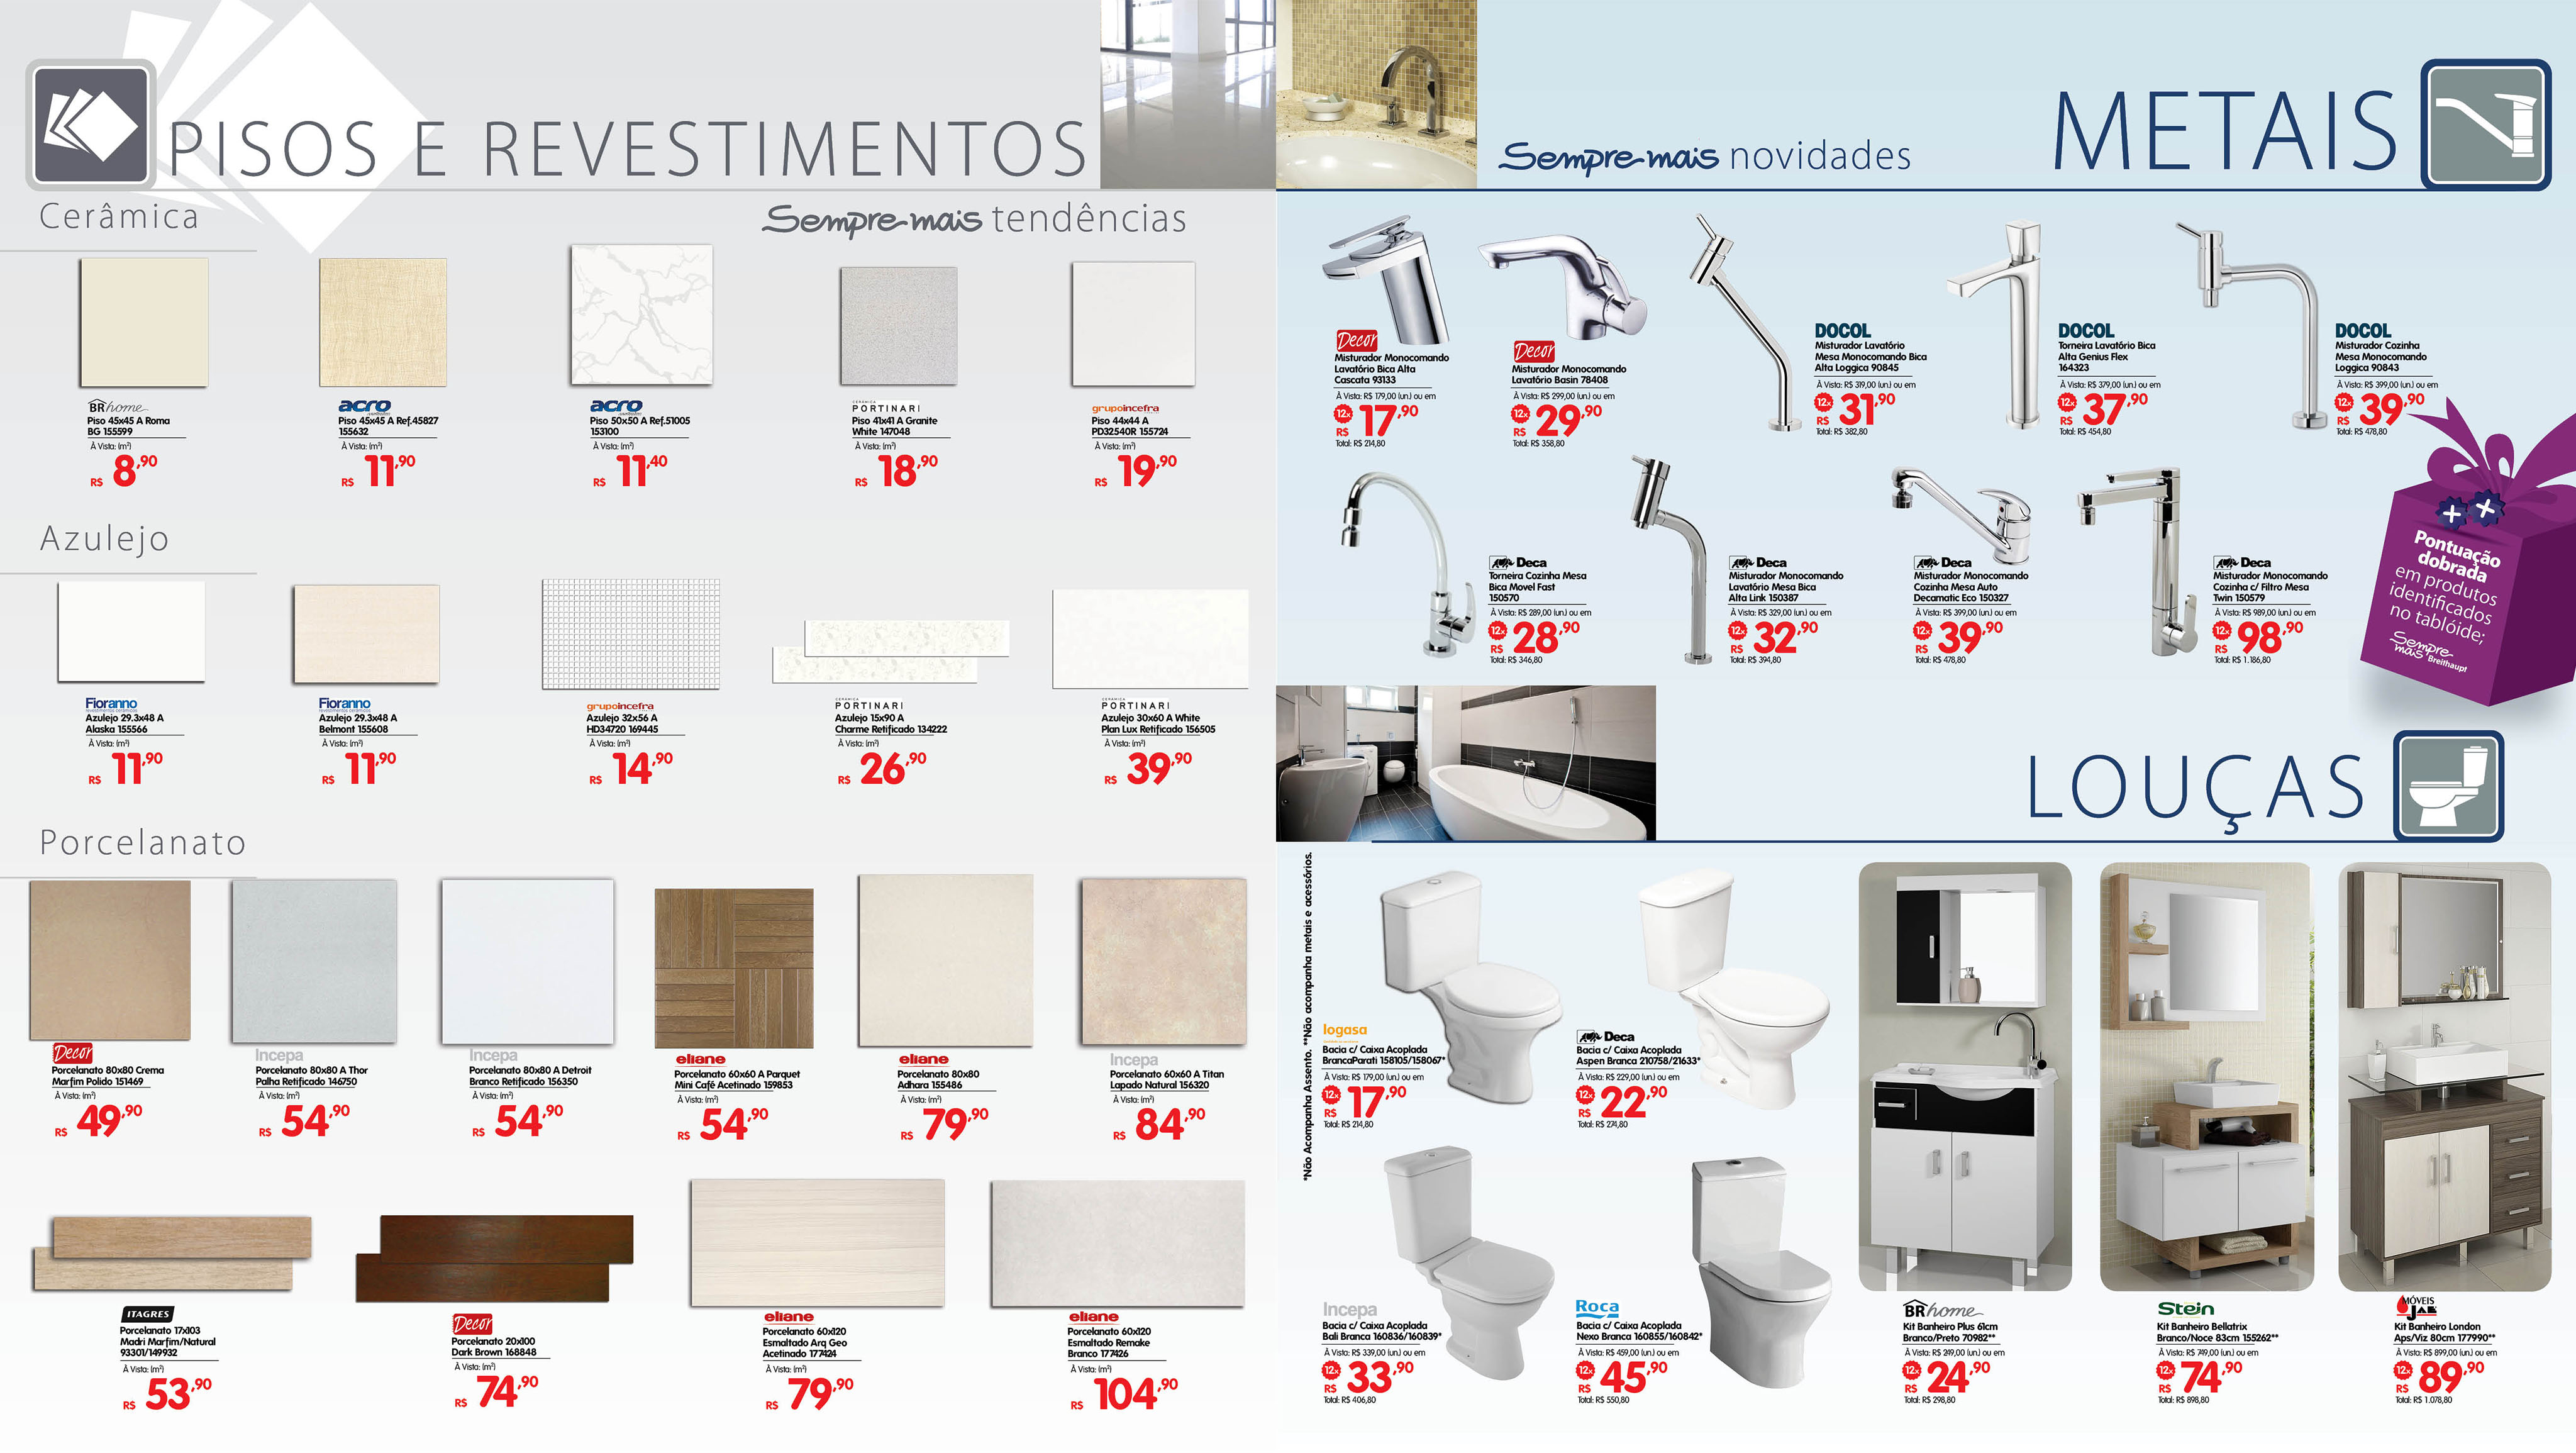 PISOS E REVESTIMENTOS
Cerâmica
Sempre mais tendências
BRhome
Piso 45x45 A Roma
BG 155599
À Vista: (m²)
R$ 8,90
acro
Piso 45x45 A Ref.45827
155632
À Vista: (m²)
R$ 11,90
acro
Piso 50x50 A Ref.51005
153100
À Vista: (m²)
R$ 11,40
CERÂMICA
PORTINARI
Piso 41x41 A Granite
White 147048
À Vista: (m²)
R$ 18,90
grupoincefra
Piso 44x44 A
PD32540R 155724
À Vista: (m²)
R$ 19,90
Azulejo
Fioranno
Azulejo 29.3x48 A
Alaska 155566
À Vista: (m²)
R$ 11,90
Fioranno
Azulejo 29.3x48 A
Belmont 155608
À Vista: (m²)
R$ 11,90
grupoincefra
Azulejo 32x56 A
HD34720 169445
À Vista: (m²)
R$ 14,90
CERÂMICA
PORTINARI
Azulejo 15x90 A
Charme Retificado 134222
À Vista: (m²)
R$ 26,90
CERÂMICA
PORTINARI
Azulejo 30x60 A White
Plan Lux Retificado 156505
À Vista: (m²)
R$ 39,90
Porcelanato
Decor
Porcelanato 80x80 Crema
Marfim Polido 151469
À Vista: (m²)
R$ 49,90
Incepa
Porcelanato 80x80 A Thor
Palha Retificado 146750
À Vista: (m²)
R$ 54,90
Incepa
Porcelanato 80x80 A Detroit
Branco Retificado 156350
À Vista: (m²)
R$ 54,90
eliane
Porcelanato 60x60 A Parquet
Mini Café Acetinado 159853
À Vista: (m²)
R$ 54,90
eliane
Porcelanato 80x80
Adhara 155486
À Vista: (m²)
R$ 79,90
Incepa
Porcelanato 60x60 A Titan
Lapado Natural 156320
À Vista: (m²)
R$ 84,90
ITAGRES
Porcelanato 17x103
Madri Marfim/Natural
93301/149932
À Vista: (m²)
R$ 53,90
Decor
Porcelanato 20x100
Dark Brown 168848
À Vista: (m²)
R$ 74,90
eliane
Porcelanato 60x120
Esmaltado Arq Geo
Acetinado 177424
À Vista: (m²)
R$ 79,90
eliane
Porcelanato 60x120
Esmaltado Remake
Branco 177426
À Vista: (m²)
R$ 104,90
Sempre mais novidades
METAIS
Decor
Misturador Monocomando
Lavatório Bica Alta
Cascata 93133
À Vista: R$ 179,00 (un.) ou em
12x R$ 17,90
Total: R$ 214,80
Decor
Misturador Monocomando
Lavatório Basin 78408
À Vista: R$ 299,00 (un.) ou em
12x R$ 29,90
Total: R$ 358,80
DOCOL
Misturador Lavatório
Mesa Monocomando Bica
Alta Loggica 90845
À Vista: R$ 319,00 (un.) ou em
12x R$ 31,90
Total: R$ 382,80
DOCOL
Torneira Lavatório Bica
Alta Genius Flex
164323
À Vista: R$ 379,00 (un.) ou em
12x R$ 37,90
Total: R$ 454,80
DOCOL
Misturador Cozinha
Mesa Monocomando
Loggica 90843
À Vista: R$ 399,00 (un.) ou em
12x R$ 39,90
Total: R$ 478,80
Deca
Torneira Cozinha Mesa
Bica Movel Fast
150570
À Vista: R$ 289,00 (un.) ou em
12x R$ 28,90
Total: R$ 346,80
Deca
Misturador Monocomando
Lavatório Mesa Bica
Alta Link 150387
À Vista: R$ 329,00 (un.) ou em
12x R$ 32,90
Total: R$ 394,80
Deca
Misturador Monocomando
Cozinha Mesa Auto
Decamatic Eco 150327
À Vista: R$ 399,00 (un.) ou em
12x R$ 39,90
Total: R$ 478,80
Deca
Misturador Monocomando
Cozinha c/ Filtro Mesa
Twin 150579
À Vista: R$ 989,00 (un.) ou em
12x R$ 98,90
Total: R$ 1.186,80
++
Pontuação
dobrada
em produtos
identificados
no tablóide;
Sempre
mais Breithaupt
LOUÇAS
*Não Acompanha Assento. **Não acompanha metais e acessórios.
logasa
Bacia c/ Caixa Acoplada
BrancaParati 158105/158067*
À Vista: R$ 179,00 (un.) ou em
12x R$ 17,90
Total: R$ 214,80
Deca
Bacia c/ Caixa Acoplada
Aspen Branca 210758/21633*
À Vista: R$ 229,00 (un.) ou em
12x R$ 22,90
Total: R$ 274,80
Incepa
Bacia c/ Caixa Acoplada
Bali Branca 160836/160839*
À Vista: R$ 339,00 (un.) ou em
12x R$ 33,90
Total: R$ 406,80
Roca
Bacia c/ Caixa Acoplada
Nexo Branca 160855/160842*
À Vista: R$ 459,00 (un.) ou em
12x R$ 45,90
Total: R$ 550,80
BRhome
Kit Banheiro Plus 61cm
Branco/Preto 70982**
À Vista: R$ 249,00 (un.) ou em
12x R$ 24,90
Total: R$ 298,80
Stein
Kit Banheiro Bellatrix
Branco/Noce 83cm 155262**
À Vista: R$ 749,00 (un.) ou em
12x R$ 74,90
Total: R$ 898,80
MÓVEIS
JAB
Kit Banheiro London
Aps/Viz 80cm 177990**
À Vista: R$ 899,00 (un.) ou em
12x R$ 89,90
Total: R$ 1.078,80